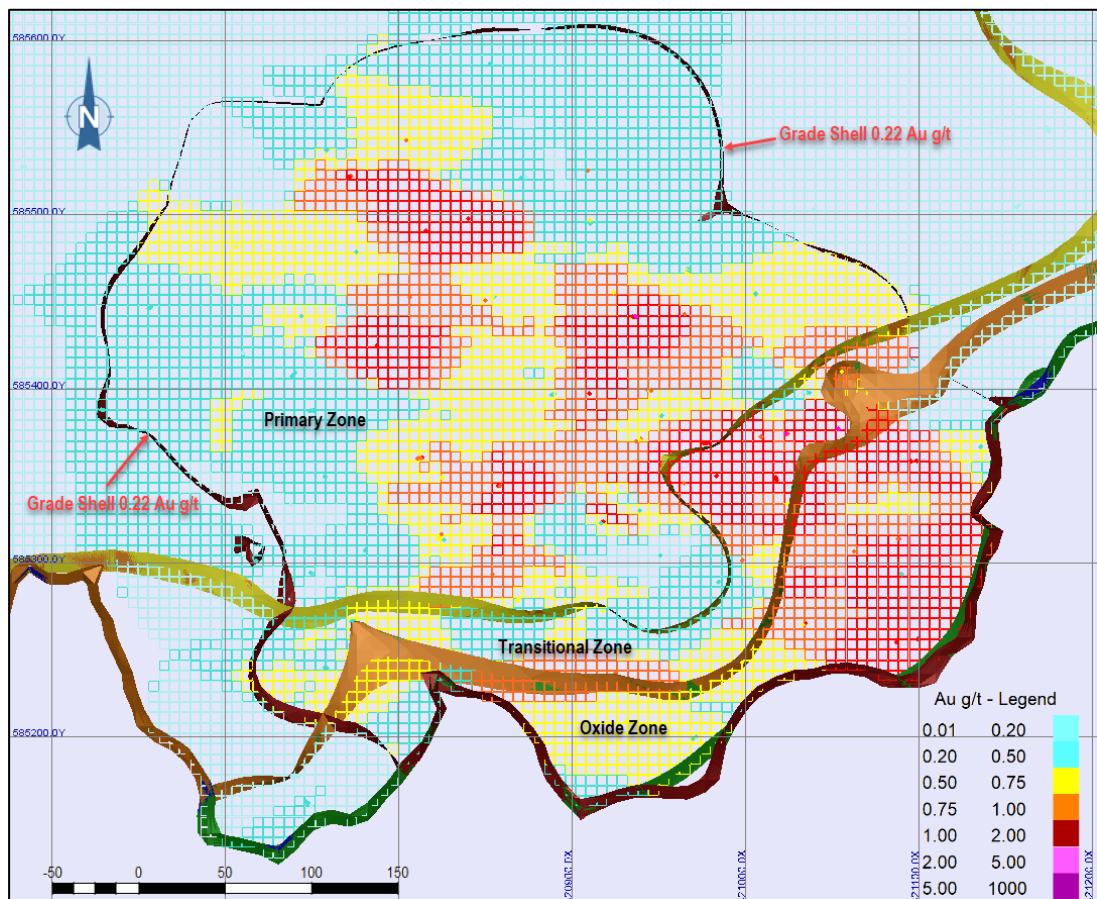 585600.0Y
N
Grade Shell 0.22 Au g/t
585500.0Y
585400.0Y
Primary Zone
Grade Shell 0.22 Au g/t
585300.0Y
Transitional Zone
Oxide Zone
585200.0Y
Au g/t - Legend
0.01 0.20
0.20 0.50
0.50 0.75
0.75 1.00
1.00 2.00
2.00 5.00
5.00 1000
-50 0 50 100 150